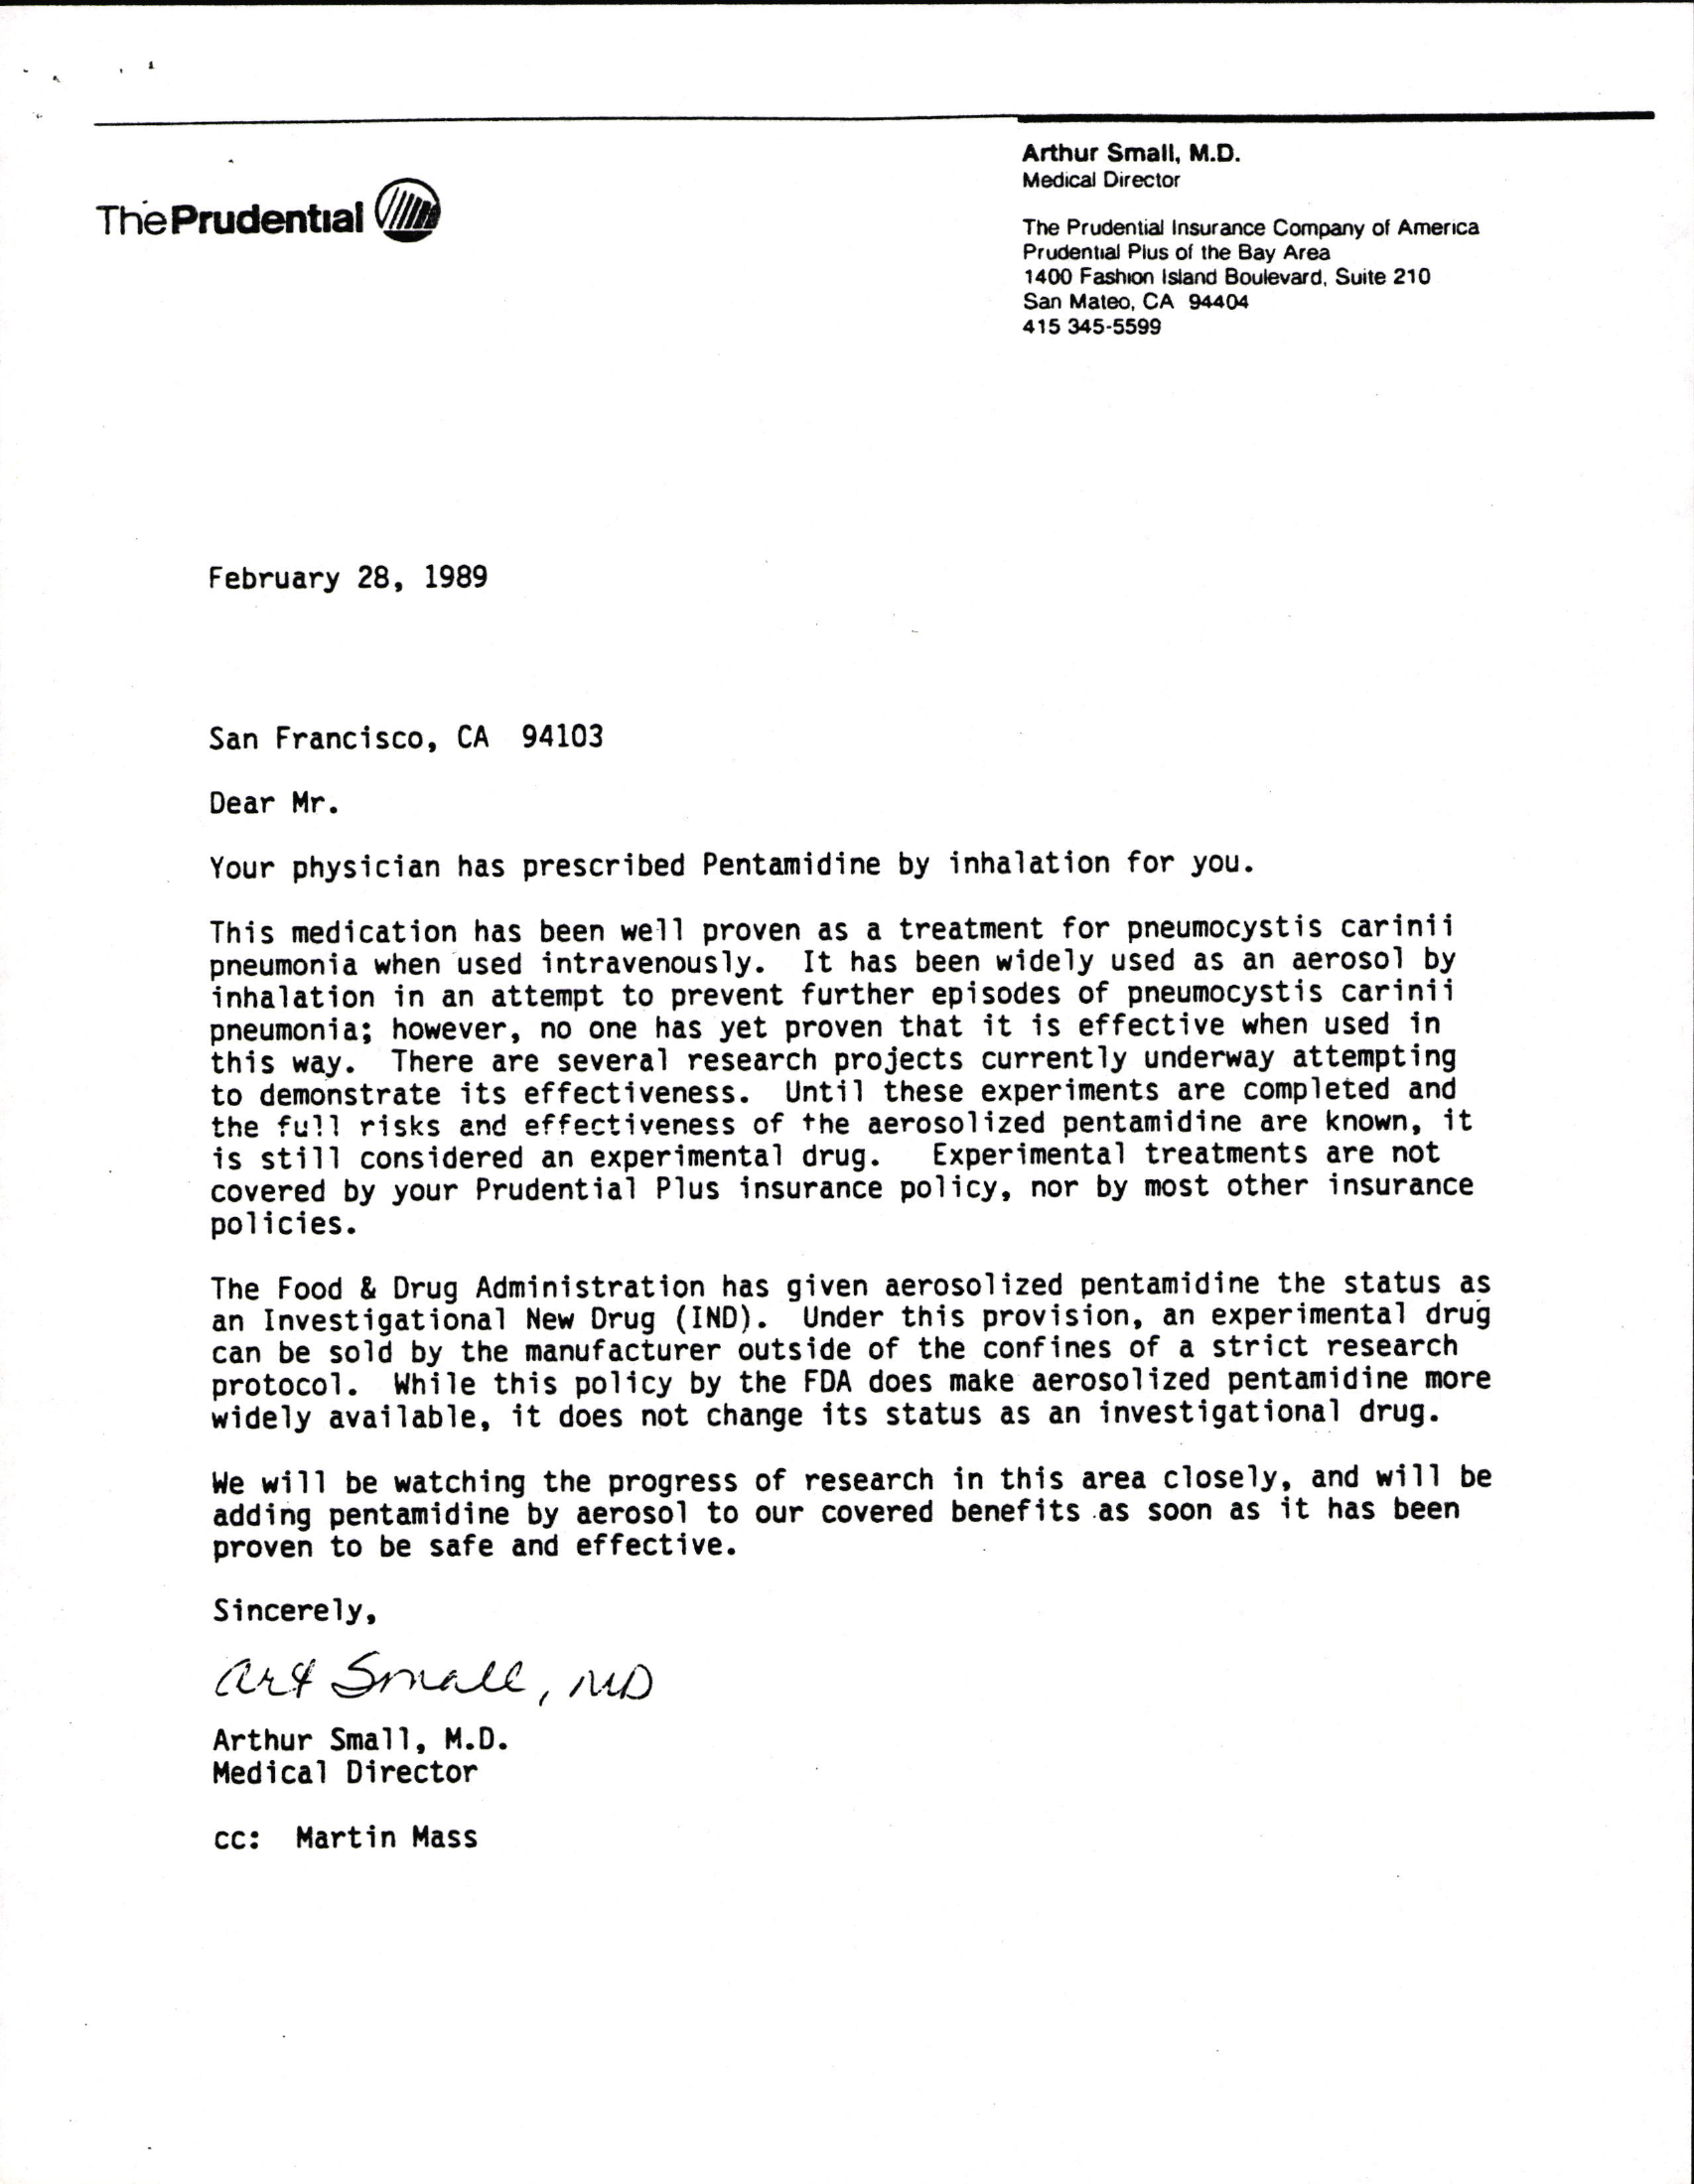 Arthur Small, M.D.
Medical Director
The Prudential
The Prudential Insurance Company of America
Prudential Plus of the Bay Area
1400 Fashion Island Boulevard, Suite 210
San Mateo, CA 94404
415 345-5599
February 28, 1989
San Francisco, CA 94103
Dear Mr.
Your physician has prescribed Pentamidine by inhalation for you.
This medication has been well proven as a treatment for pneumocystis carinii
pneumonia when used intravenously. It has been widely used as an aerosol by
inhalation in an attempt to prevent further episodes of pneumocystis carinii
pneumonia; however, no one has yet proven that it is effective when used in
this way. There are several research projects currently underway attempting
to demonstrate its effectiveness. Until these experiments are completed and
the full risks and effectiveness of the aerosolized pentamidine are known, it
is still considered an experimental drug. Experimental treatments are not
covered by your Prudential Plus insurance policy, nor by most other insurance
policies.
The Food & Drug Administration has given aerosolized pentamidine the status as
an Investigational New Drug (IND). Under this provision, an experimental drug
can be sold by the manufacturer outside of the confines of a strict research
protocol. While this policy by the FDA does make aerosolized pentamidine more
widely available, it does not change its status as an investigational drug.
We will be watching the progress of research in this area closely, and will be
adding pentamidine by aerosol to our covered benefits as soon as it has been
proven to be safe and effective.
Sincerely,
Art Small, MD
Arthur Small, M.D.
Medical Director
cc: Martin Mass